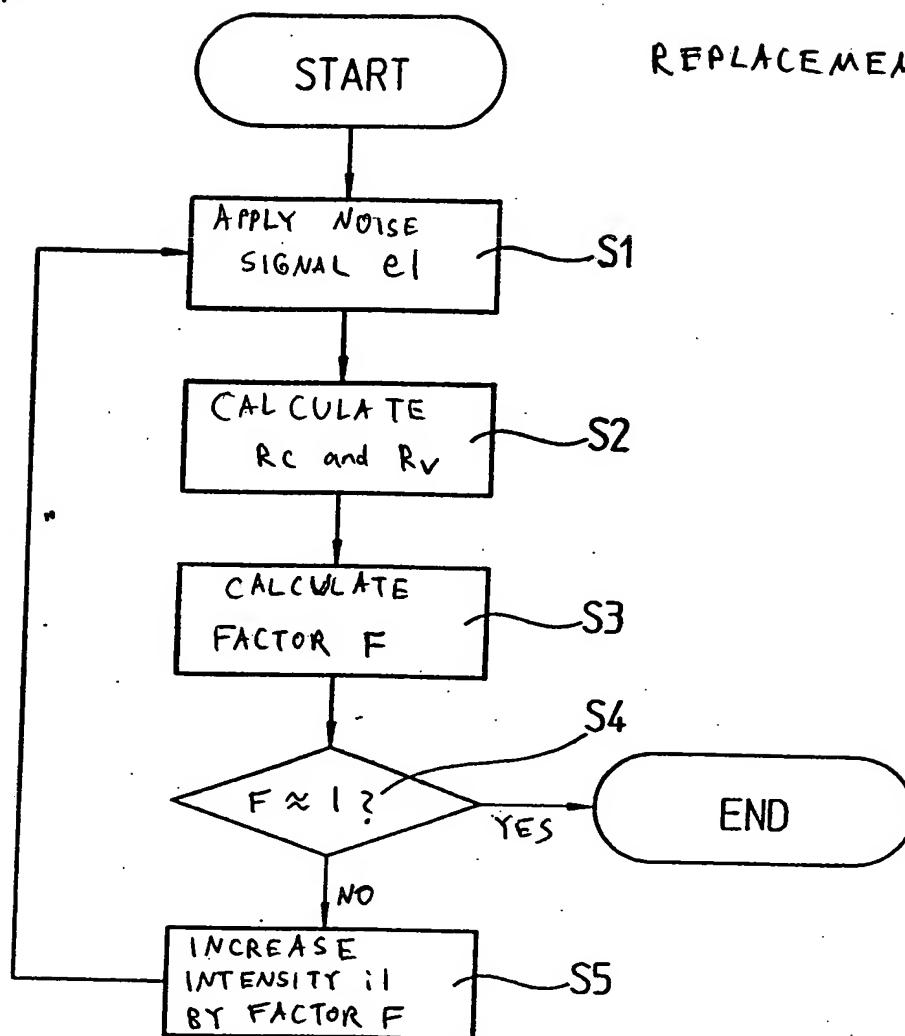 START
REPLACEMEN
APPLY NOISE
SIGNAL e1
S1
CALCULATE
Rc and Rv
S2
CALCULATE
FACTOR F
S3
S4
F ≈ 1 ?
YES
END
NO
INCREASE
INTENSITY i1
BY FACTOR F
S5